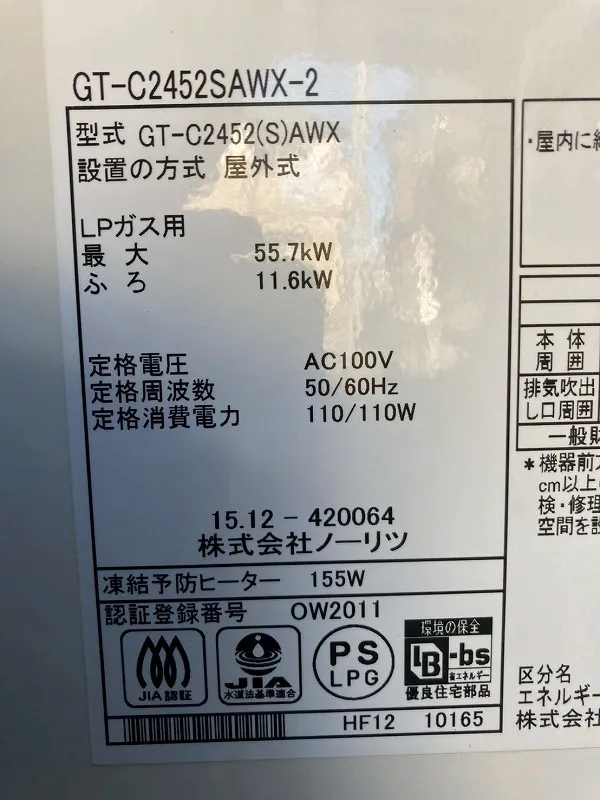 GT-C2452SAWX-2
型式 GT-C2452(S)AWX
設置の方式 屋外式
LPガス用
最大 55.7kW
ふろ 11.6kW
定格電圧 AC100V
定格周波数 50/60Hz
定格消費電力 110/110W
15.12－420064
株式会社ノーリツ
凍結予防ヒーター 155W
認証登録番号 OW2011
JIA認証
JIA
水道法基準適合
PS
LPG
環境の保全
BL-bs
省エネルギー
優良住宅部品
HF12 10165
・屋内に
本体
周囲
排気吹出
し口周囲
一般
＊機器前
cm以上
検・修理
空間を
区分名
エネルギー
株式会社